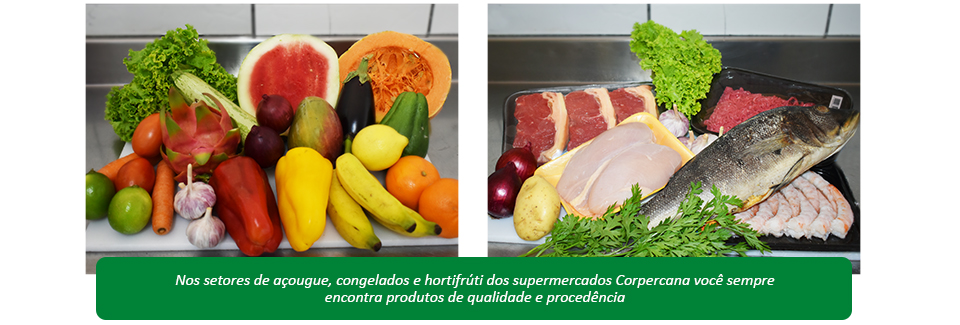 Nos setores de açougue, congelados e hortifrúti dos supermercados Corpercana você sempre
encontra produtos de qualidade e procedência